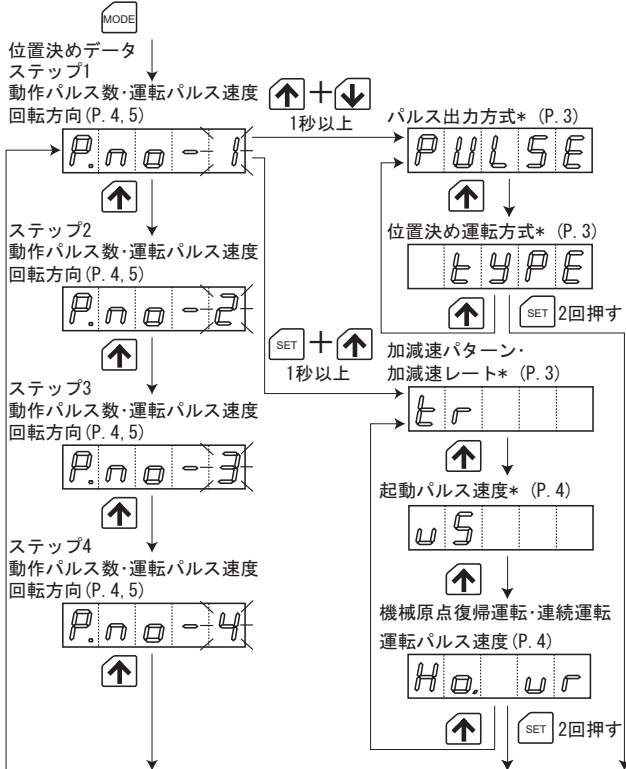 MODE
位置決めデータ
ステップ1
動作パルス数·運転パルス速度
回転方向(P. 4, 5)
P.no-1
ステップ2
動作パルス数·運転パルス速度
回転方向(P. 4, 5)
P.no-2
ステップ3
動作パルス数·運転パルス速度
回転方向(P. 4, 5)
P.no-3
ステップ4
動作パルス数·運転パルス速度
回転方向(P. 4, 5)
P.no-4
+
1秒以上
パルス出力方式* (P. 3)
PULSE
位置決め運転方式* (P. 3)
tyPE
SET 2回押す
SET +
1秒以上
加減速パターン·
加減速レート* (P. 3)
tr
起動パルス速度* (P. 4)
uS
機械原点復帰運転·連続運転
運転パルス速度(P. 4)
Ho. ur
SET 2回押す